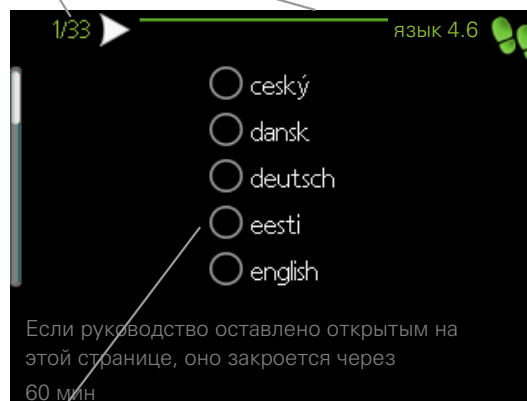 1/33
язык 4.6
ceský
dansk
deutsch
eesti
english
Если руководство оставлено открытым на
этой странице, оно закроется через
60 мин